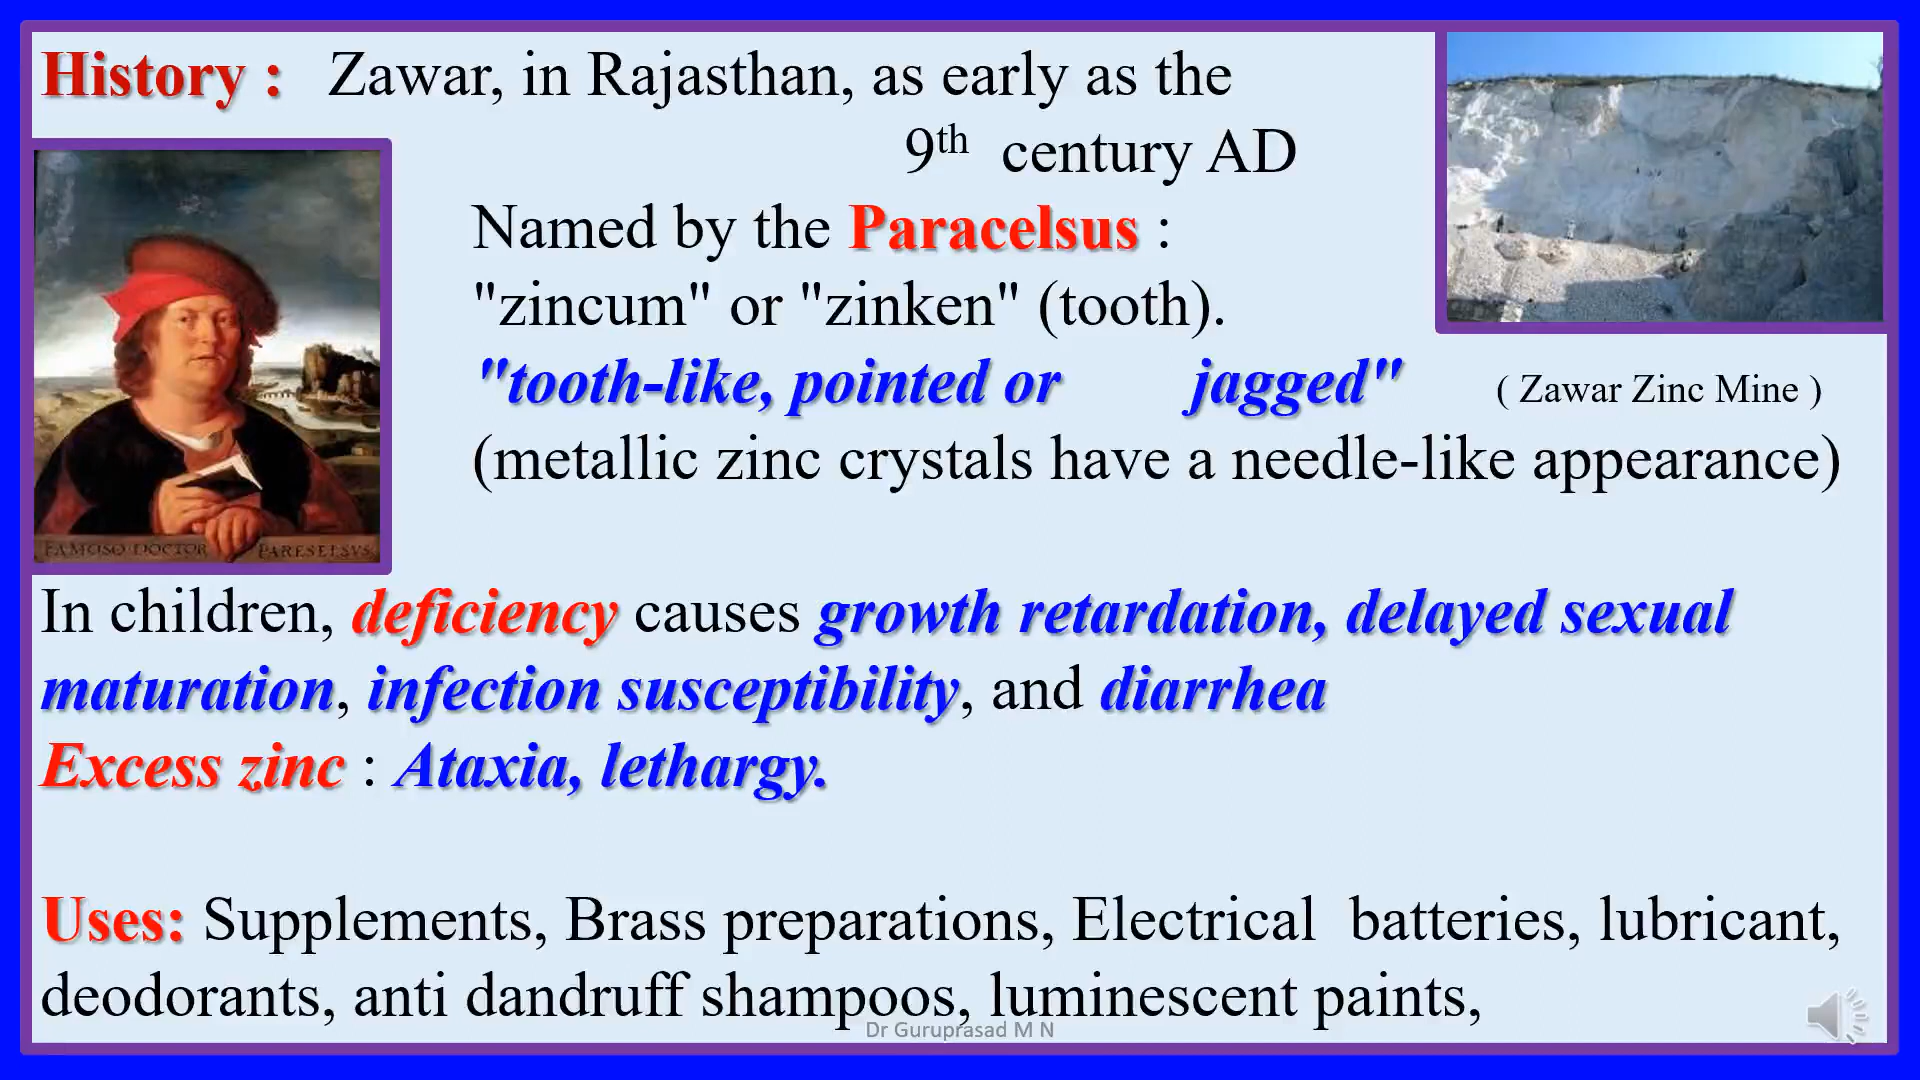 History :   Zawar, in Rajasthan, as early as the
9th century AD
Named by the Paracelsus :
"zincum" or "zinken" (tooth).
"tooth-like, pointed or jagged"
( Zawar Zinc Mine )
(metallic zinc crystals have a needle-like appearance)
FAMOSO DOCTOR PARESELSVS
In children, deficiency causes growth retardation, delayed sexual
maturation, infection susceptibility, and diarrhea
Excess zinc : Ataxia, lethargy.
Uses: Supplements, Brass preparations, Electrical batteries, lubricant,
deodorants, anti dandruff shampoos, luminescent paints,
Dr Guruprasad M N